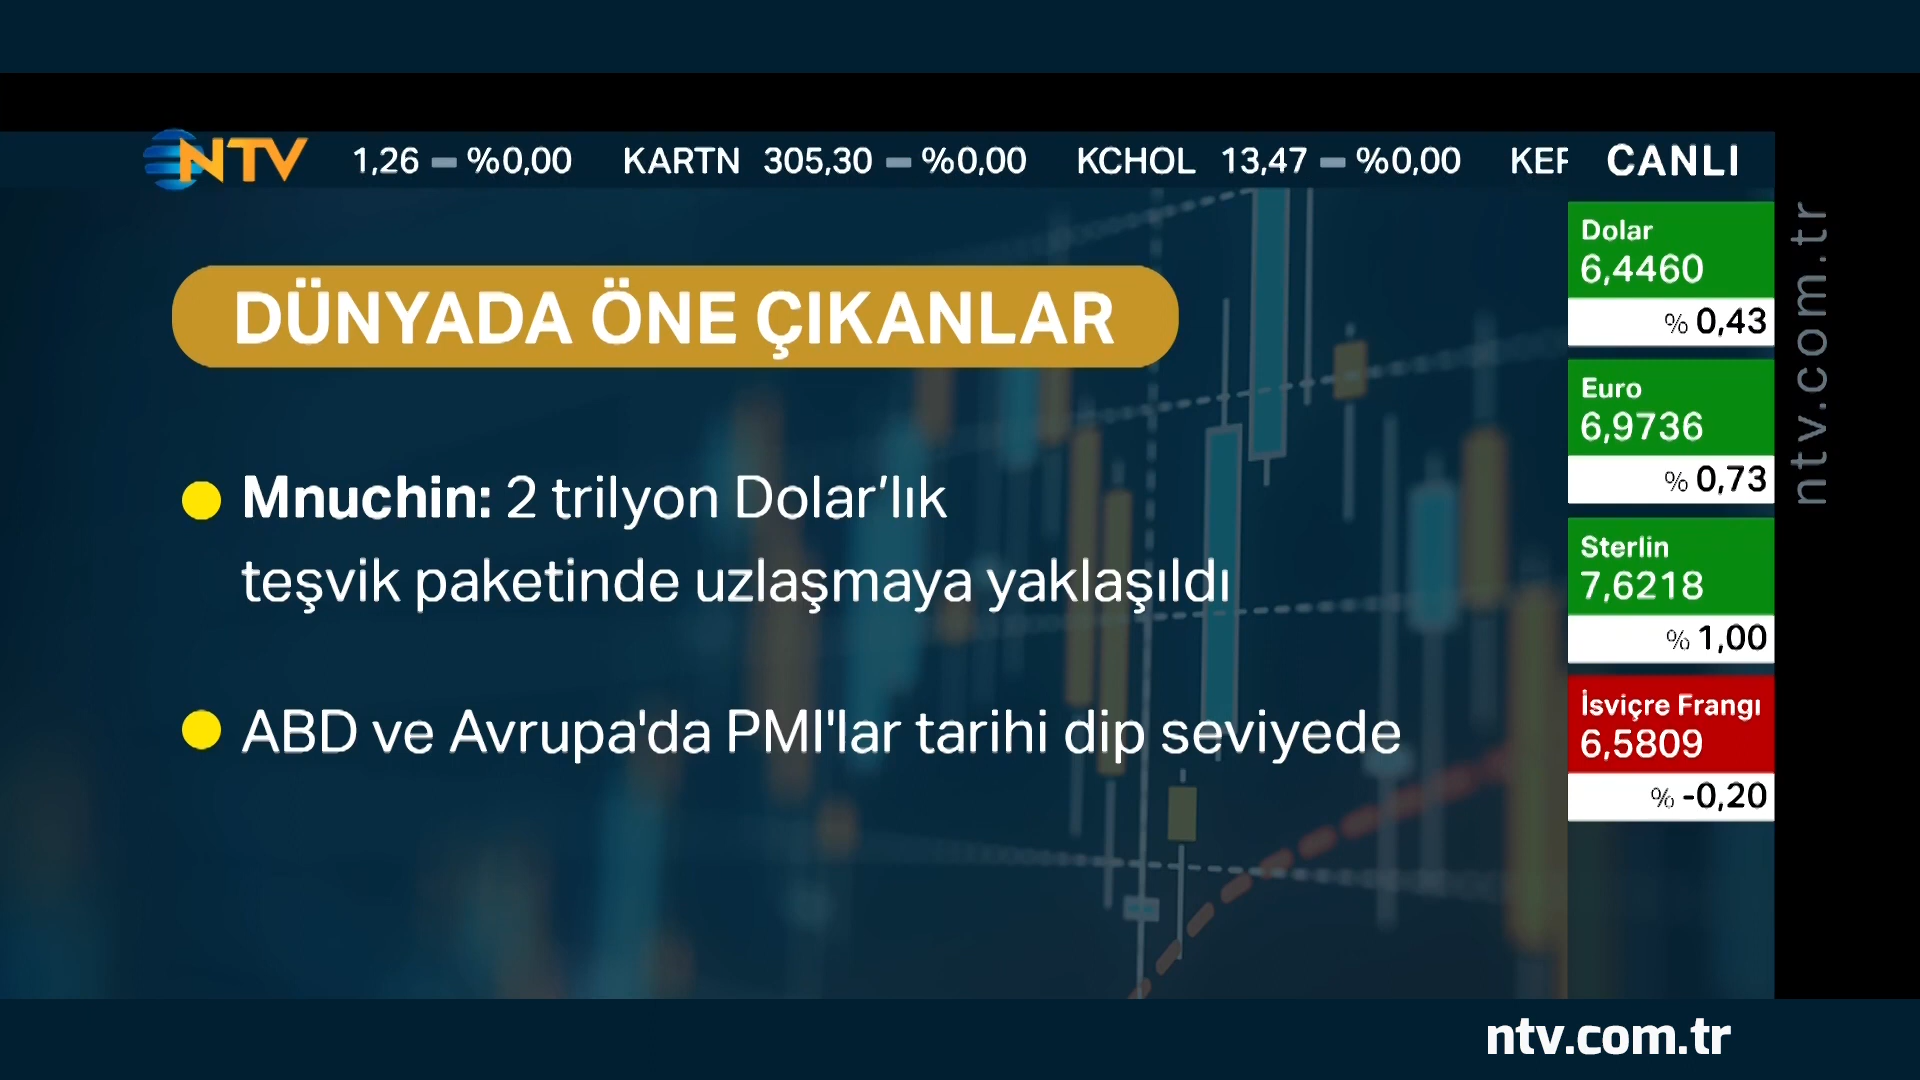 NTV 1,26 %0,00 KARTN 305,30 %0,00 KCHOL 13,47 %0,00 KER CANLI
DÜNYADA ÖNE ÇIKANLAR
Mnuchin: 2 trilyon Dolar’lık
teşvik paketinde uzlaşmaya yaklaşıldı
ABD ve Avrupa'da PMI'lar tarihi dip seviyede
Dolar
6,4460
% 0,43
Euro
6,9736
% 0,73
Sterlin
7,6218
% 1,00
İsviçre Frangı
6,5809
% -0,20
ntv.com.tr
ntv.com.tr